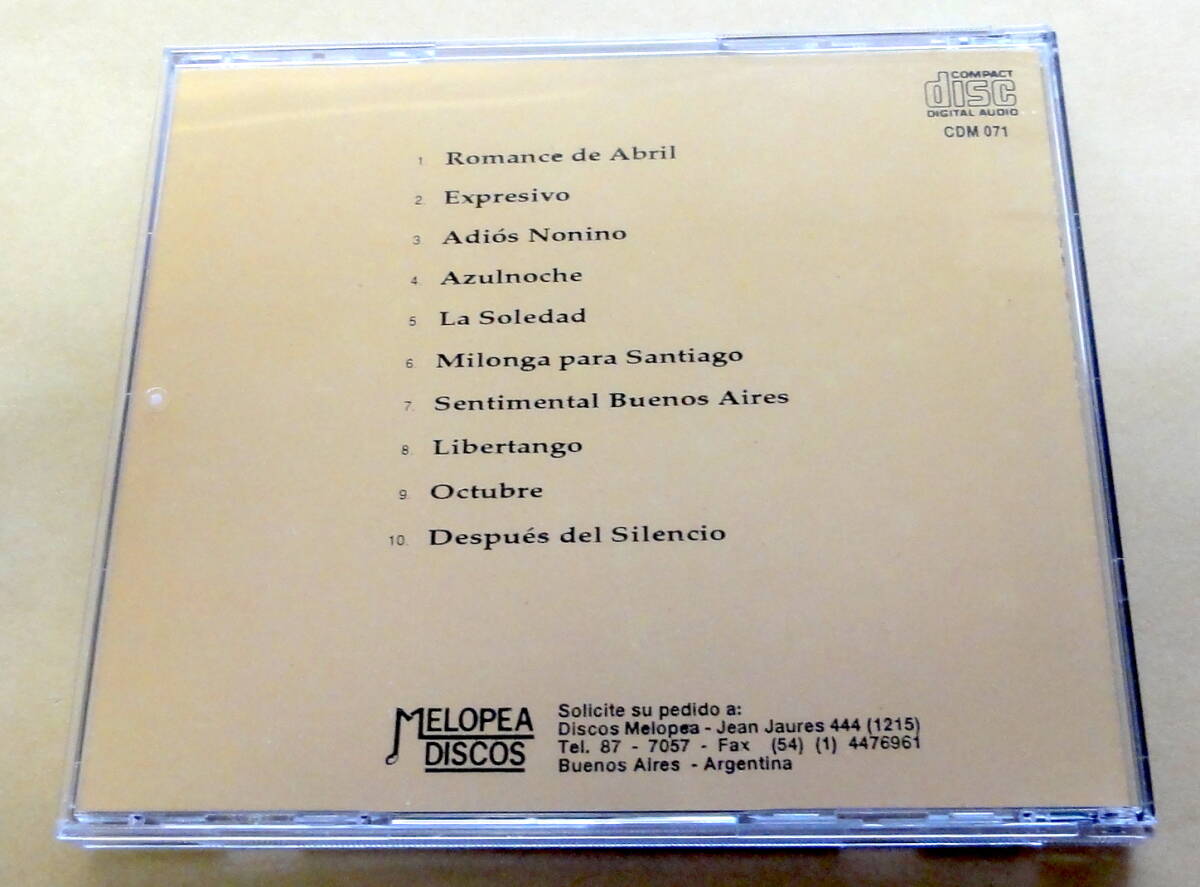 COMPACT
disc
DIGITAL AUDIO
CDM 071
1 Romance de Abril
2. Expresivo
3 Adiós Nonino
4. Azulnoche
5 La Soledad
6. Milonga para Santiago
7. Sentimental Buenos Aires
8. Libertango
9. Octubre
10. Después del Silencio
MELOPEA
DISCOS
Solicite su pedido a:
Discos Melopea - Jean Jaures 444 (1215)
Tel. 87 - 7057 - Fax (54) (1) 4476961
Buenos Aires - Argentina